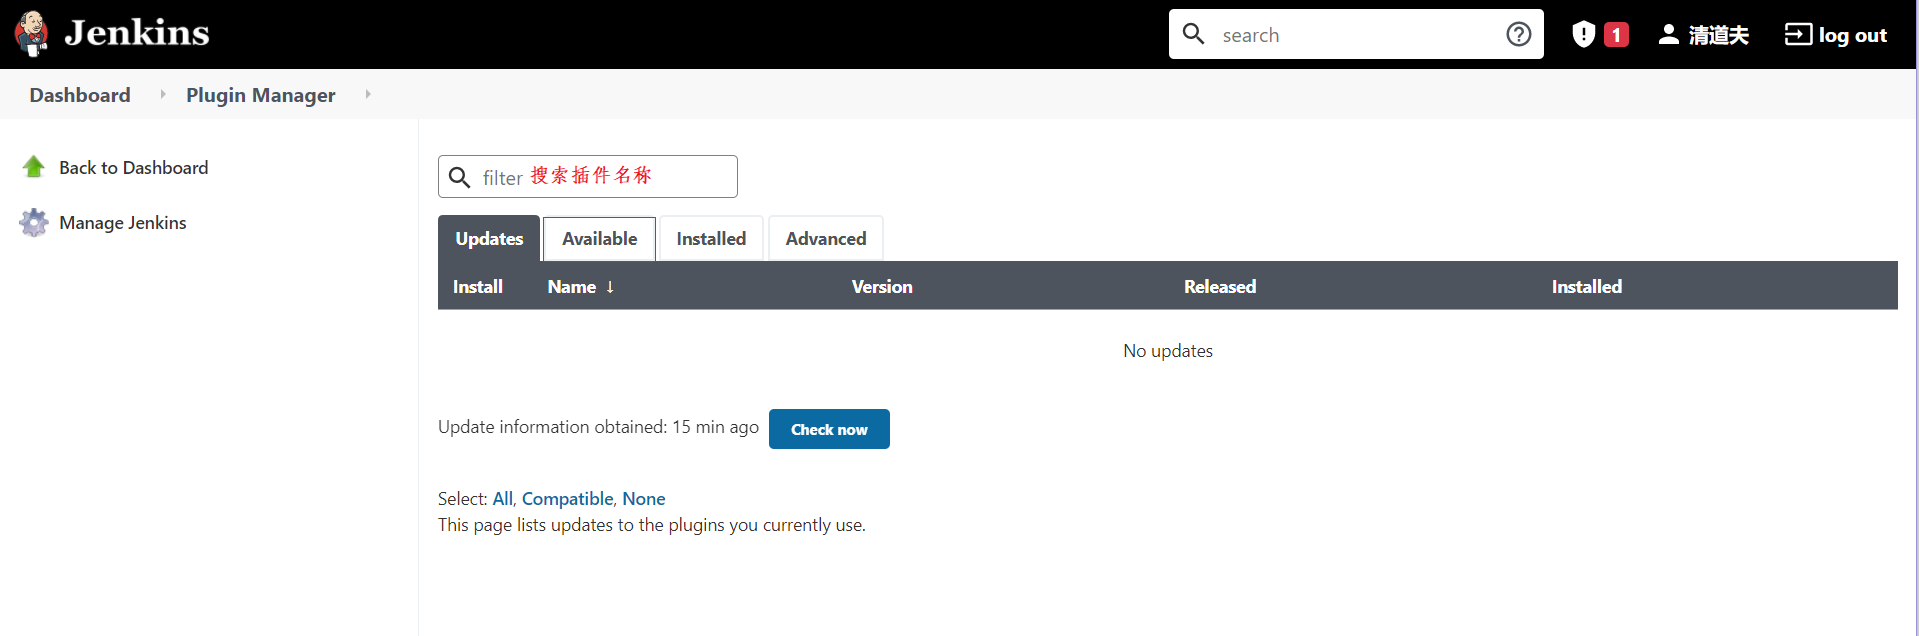 Jenkins
search
1
清道夫
log out
Dashboard
Plugin Manager
Back to Dashboard
Manage Jenkins
filter 搜索插件名称
Updates
Available
Installed
Advanced
Install
Name ↓
Version
Released
Installed
No updates
Update information obtained: 15 min ago
Check now
Select: All, Compatible, None
This page lists updates to the plugins you currently use.